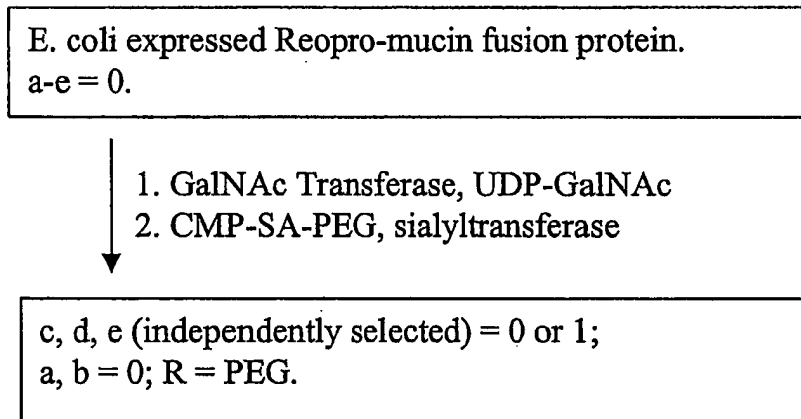 E. coli expressed Reopro-mucin fusion protein.
a-e = 0.
1. GalNAc Transferase, UDP-GalNAc
2. CMP-SA-PEG, sialyltransferase
c, d, e (independently selected) = 0 or 1;
a, b = 0; R = PEG.